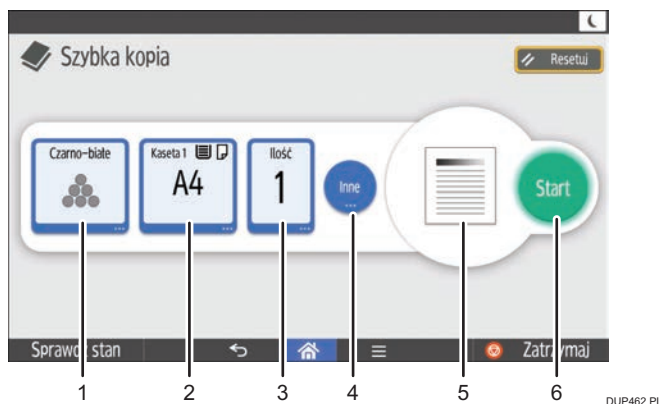 Szybka kopia
Resetuj
Czarno-białe
Kaseta 1
A4
Ilość
1
Inne
Start
Sprawdź stan
Zatrzymaj
1 2 3 4 5 6
DUP462 PL